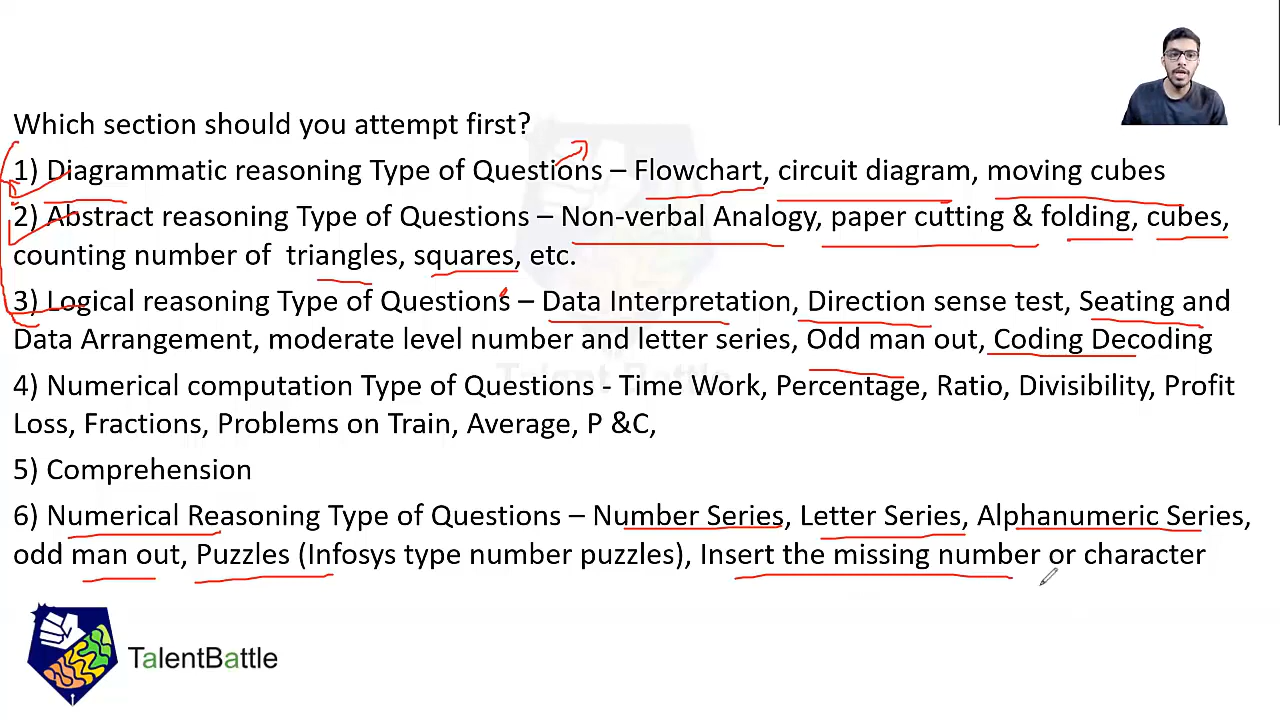 Which section should you attempt first?
1) Diagrammatic reasoning Type of Questions – Flowchart, circuit diagram, moving cubes
2) Abstract reasoning Type of Questions – Non-verbal Analogy, paper cutting & folding, cubes,
counting number of triangles, squares, etc.
3) Logical reasoning Type of Questions – Data Interpretation, Direction sense test, Seating and
Data Arrangement, moderate level number and letter series, Odd man out, Coding Decoding
4) Numerical computation Type of Questions - Time Work, Percentage, Ratio, Divisibility, Profit
Loss, Fractions, Problems on Train, Average, P &C,
5) Comprehension
6) Numerical Reasoning Type of Questions – Number Series, Letter Series, Alphanumeric Series,
odd man out, Puzzles (Infosys type number puzzles), Insert the missing number or character
TalentBattle
Talent Battle